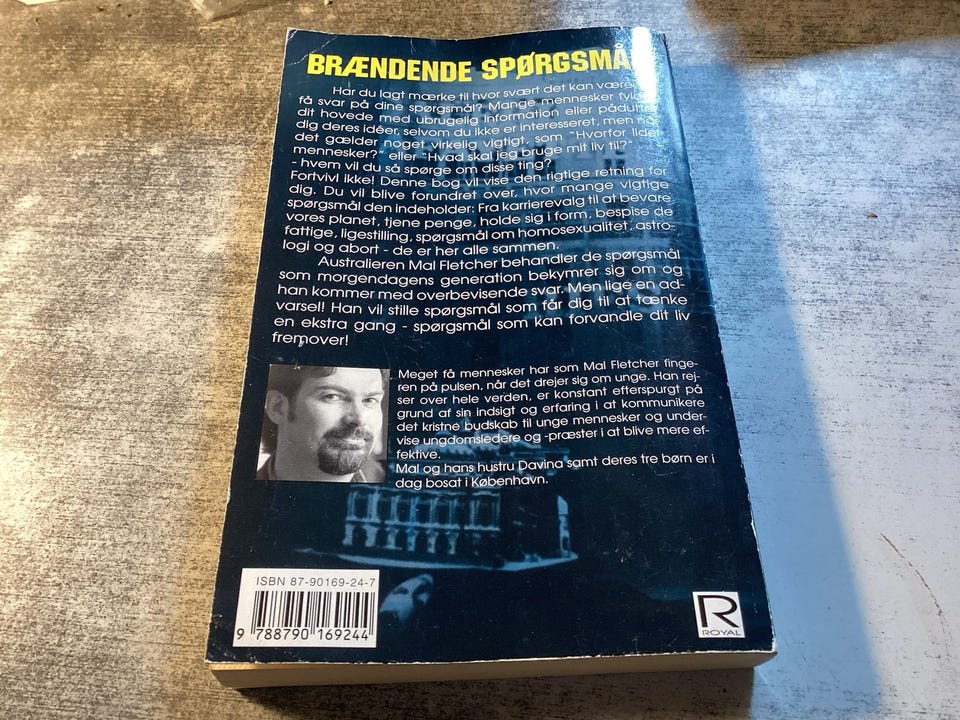 BRÆNDENDE SPØRGSMÅ
Har du lagt mærke til hvor svært det kan være
få svar på dine spørgsmål? Mange mennesker
dit hovede med ubrugelig information eller
dig deres idéer, selvom du ikke er interesseret, men når
det gælder noget virkelig vigtigt, som "Hvorfor lider
mennesker?" eller "Hvad skal jeg bruge mit liv til?"
- hvem vil du så spørge om disse ting?
Fortvivl ikke! Denne bog vil vise den rigtige retning for
dig. Du vil blive forundret over, hvor mange vigtige
spørgsmål den indeholder: Fra karrierevalg til at bevare
vores planet, tjene penge, holde sig i form, bespise de
fattige, ligestilling, spørgsmål om homosexualitet, astro-
logi og abort - de er her alle sammen.
Australieren Mal Fletcher behandler de spørgsmål
som morgendagens generation bekymrer sig om og
han kommer med overbevisende svar. Men lige en ad-
varsel! Han vil stille spørgsmål som får dig til at tænke
en ekstra gang - spørgsmål som kan forvandle dit liv
fremover!
Meget få mennesker har som Mal Fletcher finge-
ren på pulsen, når det drejer sig om unge. Han rej-
ser over hele verden, er konstant efterspurgt på
grund af sin indsigt og erfaring i at kommunikere
det kristne budskab til unge mennesker og under-
vise ungdomsledere og -præster i at blive mere ef-
fektive.
Mal og hans hustru Davina samt deres tre børn er i
dag bosat i København.
ISBN 87-90169-24-7
9 788790 169244
R
ROYAL